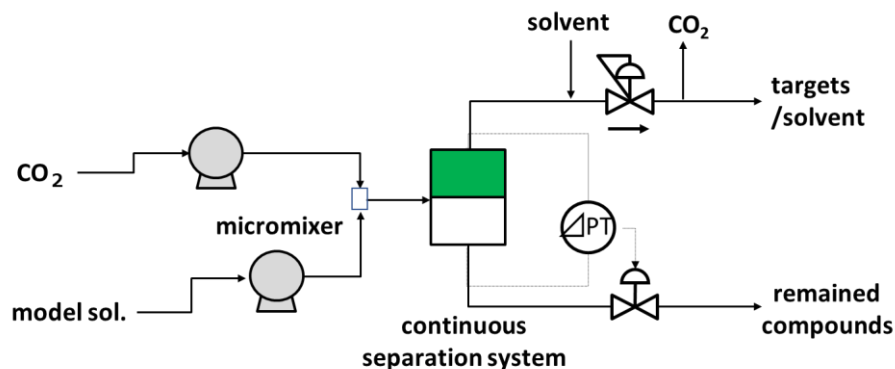 solvent
CO2
targets
/solvent
CO2
micromixer
PT
model sol.
continuous
separation system
remained
compounds